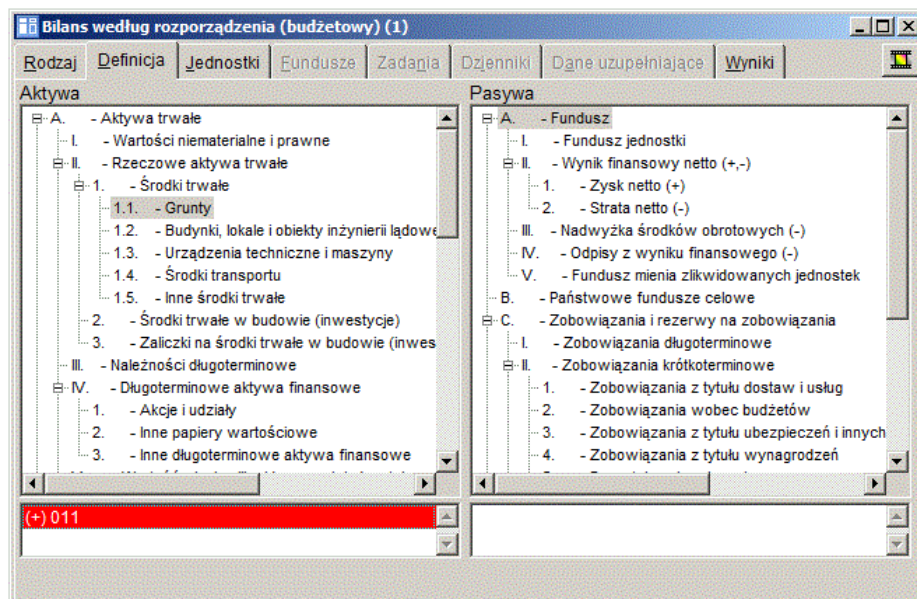 Bilans według rozporządzenia (budżetowy) (1)
Rodzaj Definicja Jednostki Fundusze Zadania Dzienniki Dane uzupełniające Wyniki
Aktywa
A. - Aktywa trwałe
I. - Wartości niematerialne i prawne
II. - Rzeczowe aktywa trwałe
1. - Środki trwałe
1.1. - Grunty
1.2. - Budynki, lokale i obiekty inżynierii lądowe
1.3. - Urządzenia techniczne i maszyny
1.4. - Środki transportu
1.5. - Inne środki trwałe
2. - Środki trwałe w budowie (inwestycje)
3. - Zaliczki na środki trwałe w budowie (inwes
III. - Należności długoterminowe
IV. - Długoterminowe aktywa finansowe
1. - Akcje i udziały
2. - Inne papiery wartościowe
3. - Inne długoterminowe aktywa finansowe
(+) 011
Pasywa
A. - Fundusz
I. - Fundusz jednostki
II. - Wynik finansowy netto (+,-)
1. - Zysk netto (+)
2. - Strata netto (-)
III. - Nadwyżka środków obrotowych (-)
IV. - Odpisy z wyniku finansowego (-)
V. - Fundusz mienia zlikwidowanych jednostek
B. - Państwowe fundusze celowe
C. - Zobowiązania i rezerwy na zobowiązania
I. - Zobowiązania długoterminowe
II. - Zobowiązania krótkoterminowe
1. - Zobowiązania z tytułu dostaw i usług
2. - Zobowiązania wobec budżetów
3. - Zobowiązania z tytułu ubezpieczeń i innych
4. - Zobowiązania z tytułu wynagrodzeń